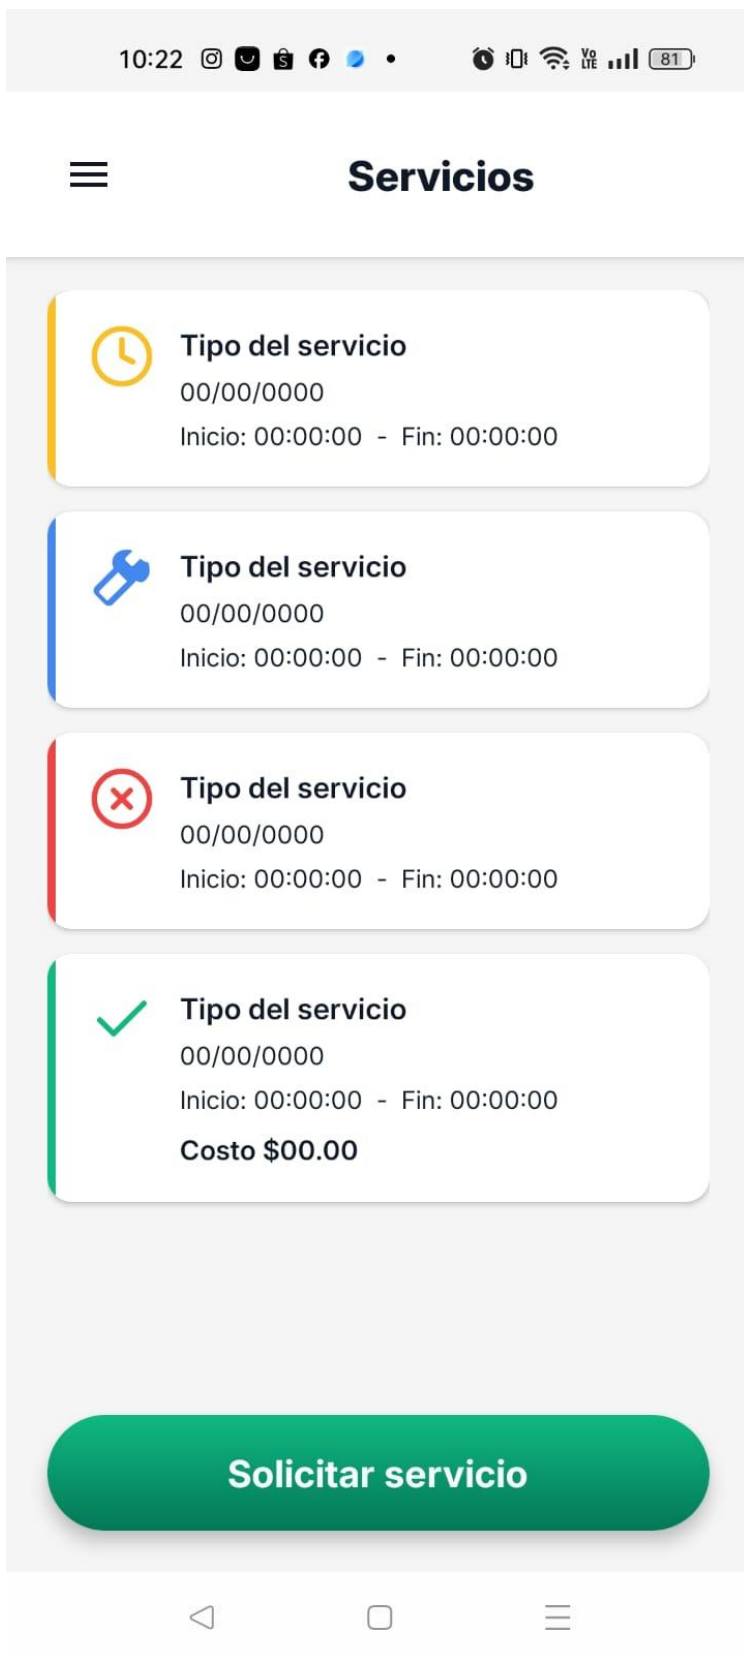 10:22
Vo LTE
81
Servicios
Tipo del servicio
00/00/0000
Inicio: 00:00:00 - Fin: 00:00:00
Tipo del servicio
00/00/0000
Inicio: 00:00:00 - Fin: 00:00:00
Tipo del servicio
00/00/0000
Inicio: 00:00:00 - Fin: 00:00:00
Tipo del servicio
00/00/0000
Inicio: 00:00:00 - Fin: 00:00:00
Costo $00.00
Solicitar servicio